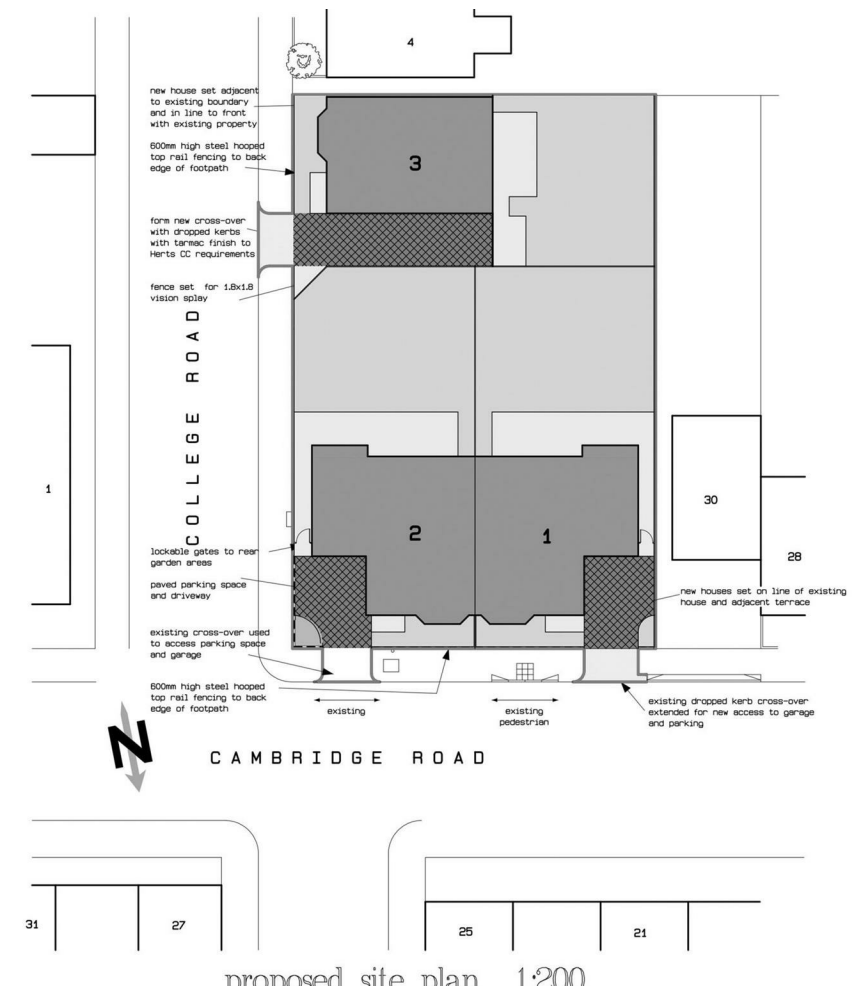 4
new house set adjacent
to existing boundary
and in line to front
with existing property
600mm high steel hooped
top rail fencing to back
edge of footpath
3
form new cross-over
with dropped kerbs
with tarmac finish to
Herts CC requirements
fence set for 1.8x1.8
vision splay
COLLEGE ROAD
1
30
28
2
1
lockable gates to rear
garden areas
paved parking space
and driveway
new houses set on line of existing
house and adjacent terrace
existing cross-over used
to access parking space
and garage
600mm high steel hooped
top rail fencing to back
edge of footpath
existing
existing
pedestrian
existing dropped kerb cross-over
extended for new access to garage
and parking
N
CAMBRIDGE ROAD
31
27
25
21
proposed site plan 1:200